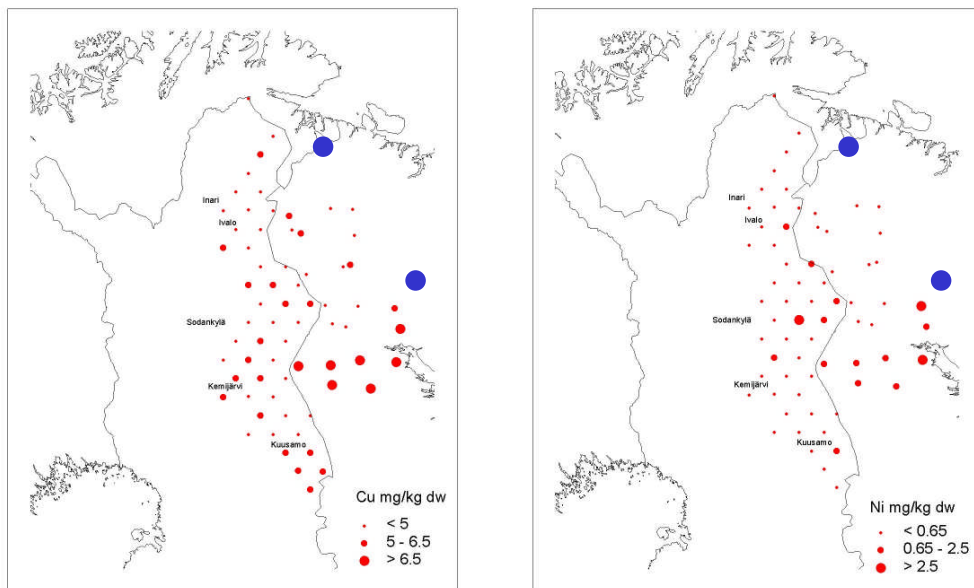 Inari
Ivalo
Sodankylä
Kemijärvi
Kuusamo
Cu mg/kg dw
< 5
5 - 6.5
> 6.5
Inari
Ivalo
Sodankylä
Kemijärvi
Kuusamo
Ni mg/kg dw
< 0.65
0.65 - 2.5
> 2.5